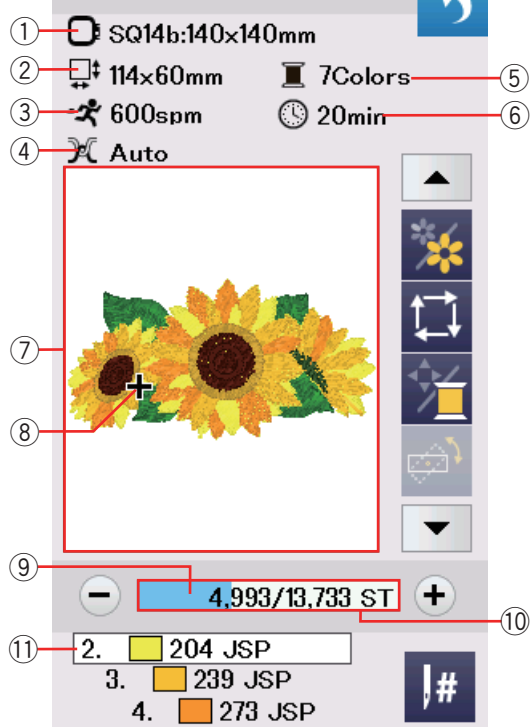 ① SQ14b:140x140mm
② 114x60mm 7Colors ⑤
③ 600spm 20min ⑥
④ Auto
⑦
⑧
⑨
− 4,993/13,733 ST +
⑩
⑪ 2. 204 JSP
3. 239 JSP
4. 273 JSP
#